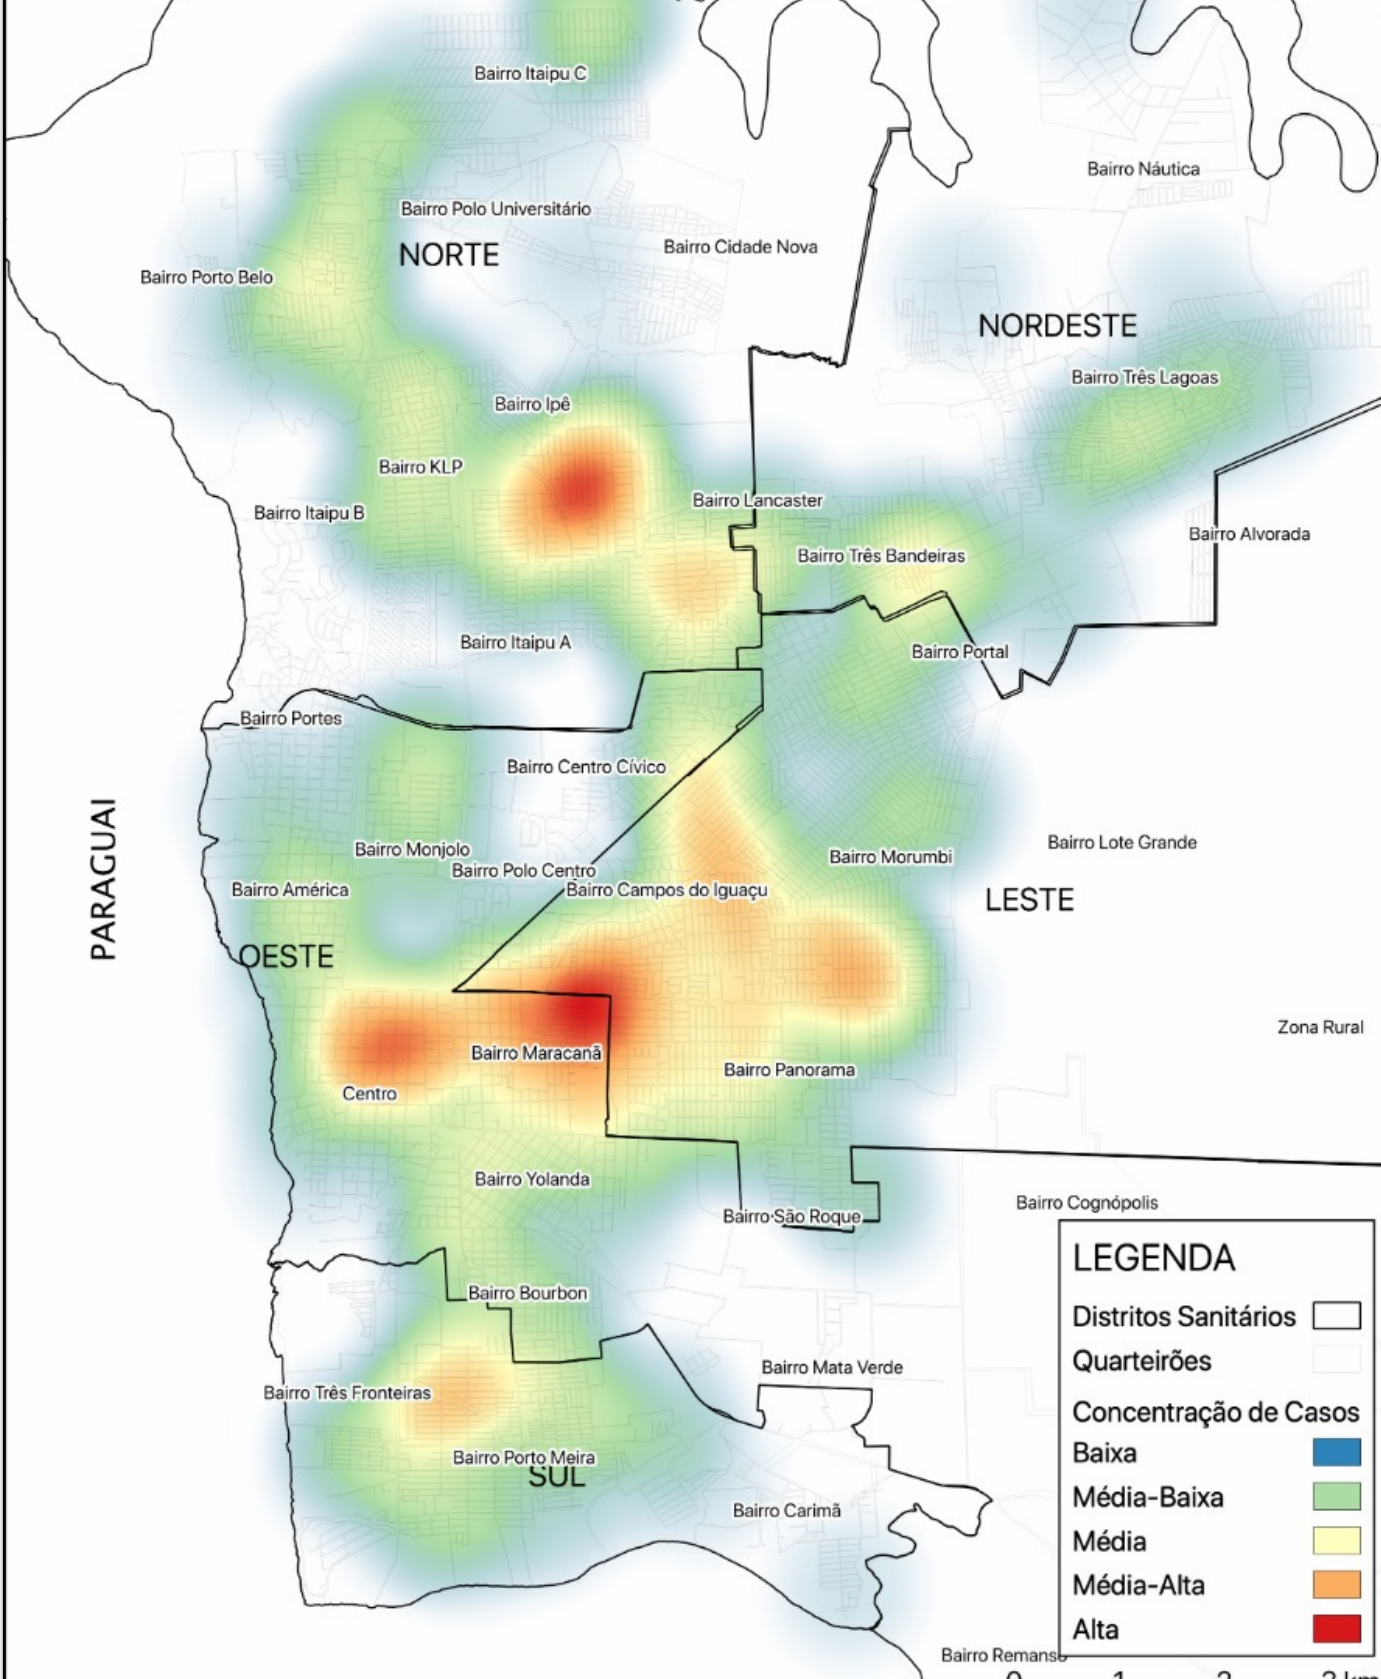 Bairro Itaipu C
Bairro Náutica
Bairro Polo Universitário
NORTE
Bairro Cidade Nova
Bairro Porto Belo
NORDESTE
Bairro Três Lagoas
Bairro Ipê
Bairro KLP
Bairro Lancaster
Bairro Itaipu B
Bairro Alvorada
Bairro Três Bandeiras
Bairro Itaipu A
Bairro Portal
Bairro Portes
Bairro Centro Cívico
PARAGUAI
Bairro Monjolo
Bairro Lote Grande
Bairro Morumbi
Bairro Polo Centro
Bairro América
Bairro Campos do Iguaçu
LESTE
OESTE
Zona Rural
Bairro Maracanã
Bairro Panorama
Centro
Bairro Yolanda
Bairro Cognópolis
Bairro São Roque
Bairro Bourbon
Bairro Mata Verde
Bairro Três Fronteiras
Bairro Porto Meira
SUL
Bairro Carimã
LEGENDA
Distritos Sanitários
Quarteirões
Concentração de Casos
Baixa
Média-Baixa
Média
Média-Alta
Alta
Bairro Remanso
0 1 2 3 km